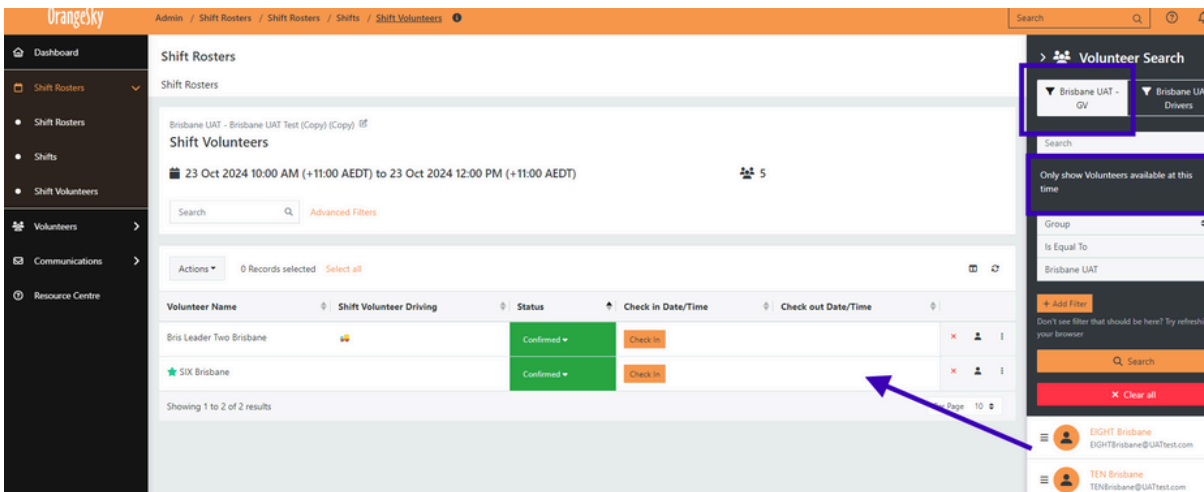 OrangeSky
Admin / Shift Rosters / Shift Rosters / Shifts / Shift Volunteers
Search
Dashboard
Shift Rosters
Shift Rosters
Shifts
Shift Volunteers
Volunteers
Communications
Resource Centre
Shift Rosters
Shift Rosters
Brisbane UAT - Brisbane UAT Test (Copy) (Copy)
Shift Volunteers
23 Oct 2024 10:00 AM (+11:00 AEDT) to 23 Oct 2024 12:00 PM (+11:00 AEDT)
5
Search
Advanced Filters
Actions
0 Records selected Select all
Volunteer Name Shift Volunteer Driving Status Check in Date/Time Check out Date/Time
Bris Leader Two Brisbane Confirmed Check In
SIX Brisbane Confirmed Check In
Showing 1 to 2 of 2 results
Page 10
Volunteer Search
Brisbane UAT -
GV
Brisbane UA
Drivers
Search
Only show Volunteers available at this
time
Group
Is Equal To
Brisbane UAT
+ Add Filter
Don't see filter that should be here? Try refreshi
your browser
Search
Clear all
EIGHT Brisbane
EIGHTBrisbane@UATtest.com
TEN Brisbane
TENBrisbane@UATtest.com